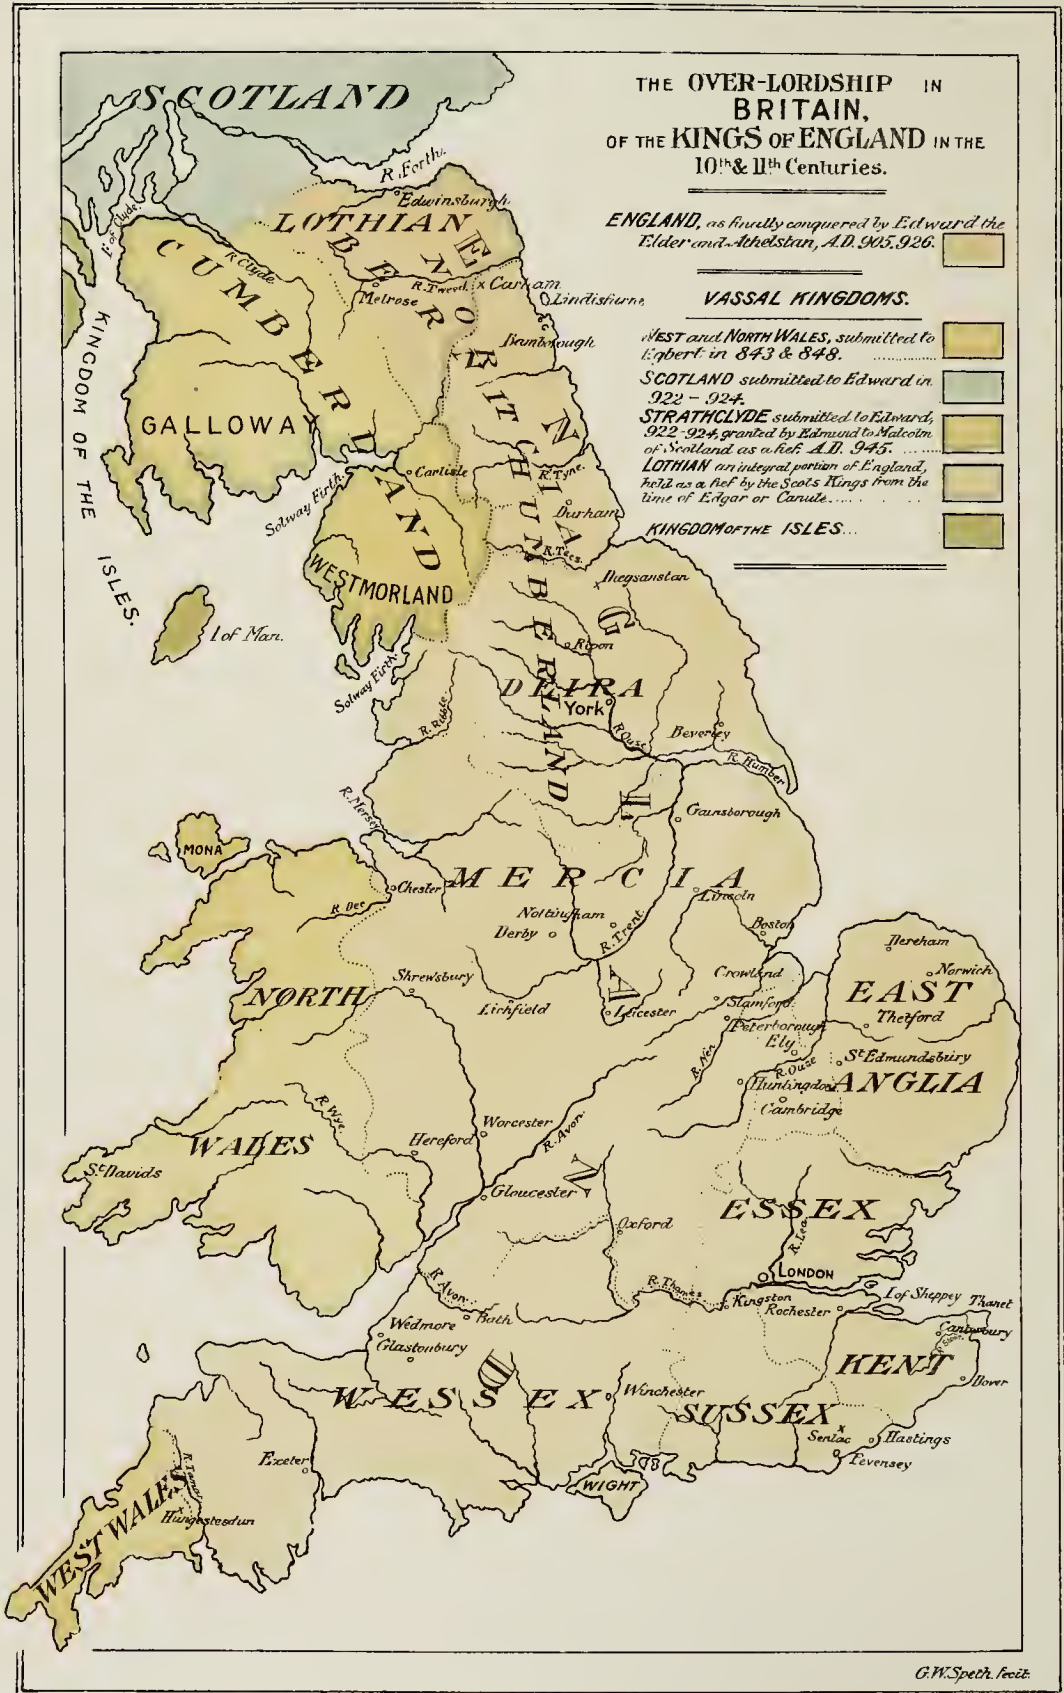 THE OVER-LORDSHIP IN
BRITAIN,
OF THE KINGS OF ENGLAND IN THE
10th & 11th Centuries.
ENGLAND, as finally conquered by Edward the
Elder and Athelstan, A.D. 905, 926.
VASSAL KINGDOMS.
WEST and NORTH WALES, submitted to
Egbert in 843 & 848.
SCOTLAND submitted to Edward in
922 - 924.
STRATHCLYDE submitted to Edward,
922-924, granted by Edmund to Malcolm
of Scotland as a fief. A.D. 945.
LOTHIAN an integral portion of England,
held as a fief by the Scots Kings from the
time of Edgar or Canute.
KINGDOM OF THE ISLES...
SCOTLAND
R. Forth.
Edwinsburgh
LOTHIAN
F. of Clyde.
R. Clyde.
CUMBERLAND
BERNICIA
ENGLAND
Melrose
R. Tweed.
x Carham
Lindisfarne
Bamborough
KINGDOM OF THE ISLES.
GALLOWAY
NORTHUMBERLAND
Carlisle
R. Tyne.
Solway Firth.
Durham
R. Tees.
WESTMORLAND
Thegsanstan
I of Man.
Ripon
Solway Firth.
DEIRA
York
R. Ribble.
R. Ouse
Beverley
R. Humber
R. Mersey
Gainsborough
MONA
Chester
MERCIA
Lincoln
R. Dee
Nottingham
Derby
R. Trent
Boston
Dereham
Shrewsbury
Crowland
Norwich
NORTH
Lichfield
Leicester
Stamford
EAST
Peterborough
Thetford
Ely
R. Nen
R. Ouse
St Edmundsbury
Huntingdon
ANGLIA
Cambridge
R. Wye.
Worcester
R. Avon.
WALES
Hereford
St Davids
Gloucester
ESSEX
Oxford
R. Lea
LONDON
R. Avon.
R. Thames
Kingston
Rochester
I of Sheppey
Thanet
Wedmore
Bath
Canterbury
Glastonbury
KENT
Dover
WESSEX
Winchester
SUSSEX
x
Senlac
Hastings
Exeter
Pevensey
WIGHT
R. Tamar
WEST WALES
x
Hungestesdun
G.W. Speth. fecit.